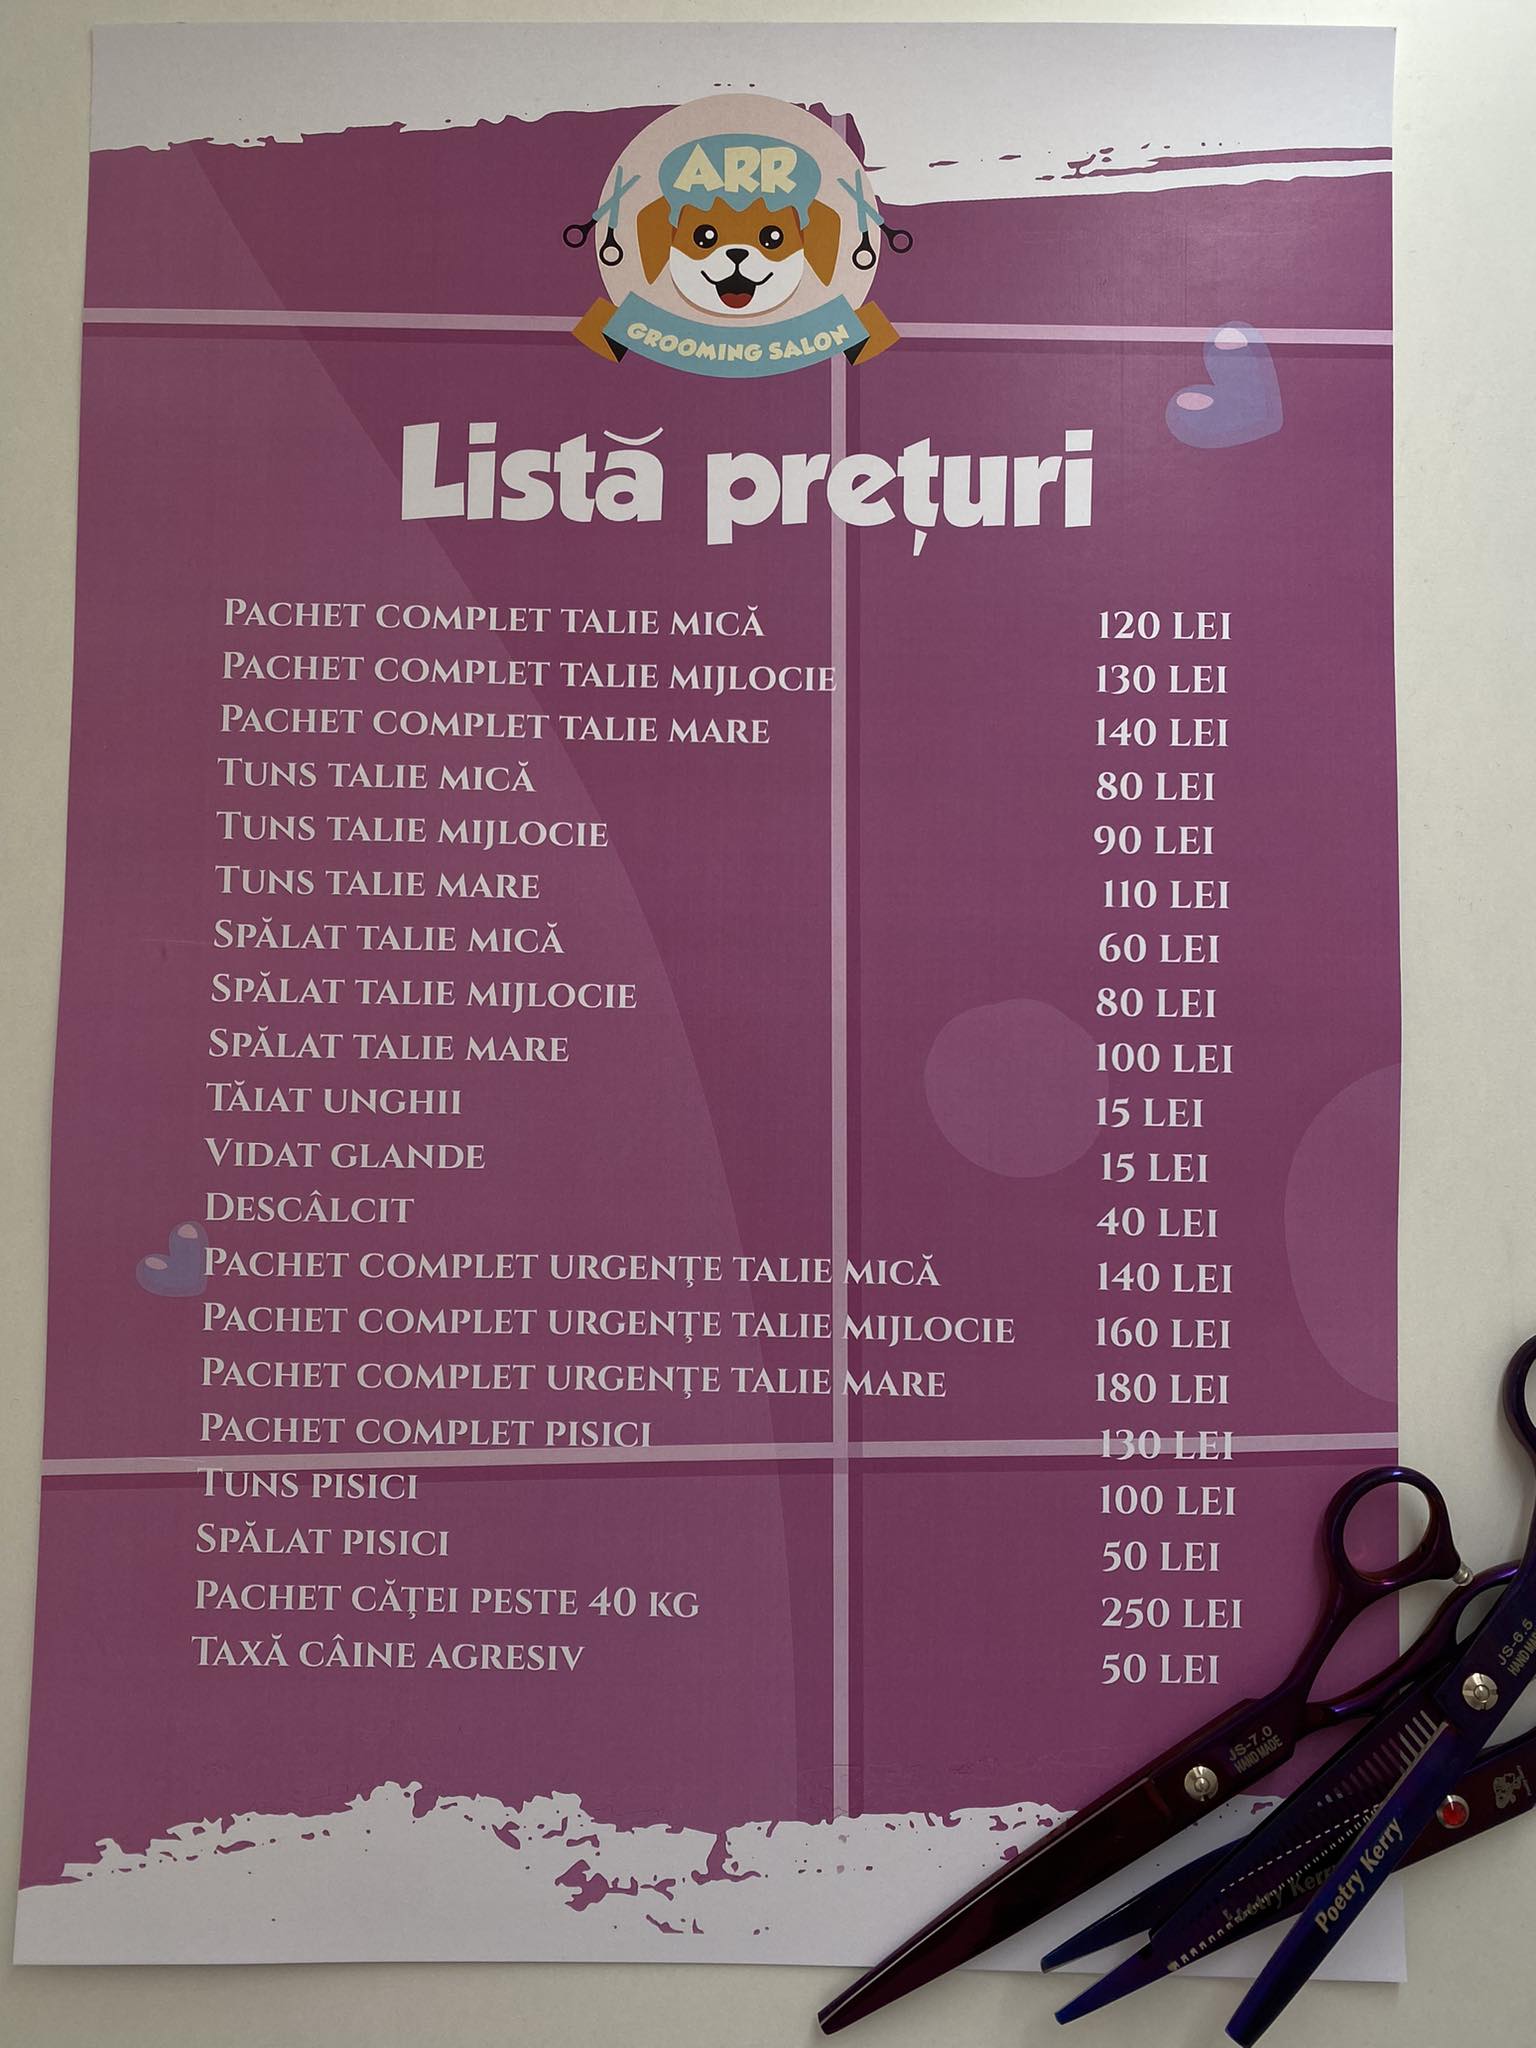 ARR
GROOMING SALON
Listă prețuri
Pachet complet talie mică 120 LEI
Pachet complet talie mijlocie 130 LEI
Pachet complet talie mare 140 LEI
Tuns talie mică 80 LEI
Tuns talie mijlocie 90 LEI
Tuns talie mare 110 LEI
Spălat talie mică 60 LEI
Spălat talie mijlocie 80 LEI
Spălat talie mare 100 LEI
Tăiat unghii 15 LEI
Vidat glande 15 LEI
Descâlcit 40 LEI
Pachet complet urgenţe talie mică 140 LEI
Pachet complet urgenţe talie mijlocie 160 LEI
Pachet complet urgenţe talie mare 180 LEI
Pachet complet pisici 130 LEI
Tuns pisici 100 LEI
Spălat pisici 50 LEI
Pachet căţei peste 40 kg 250 LEI
Taxă câine agresiv 50 LEI
JS-6.5
HAND
JS-7.0
HAND MADE
Poetry Kerry